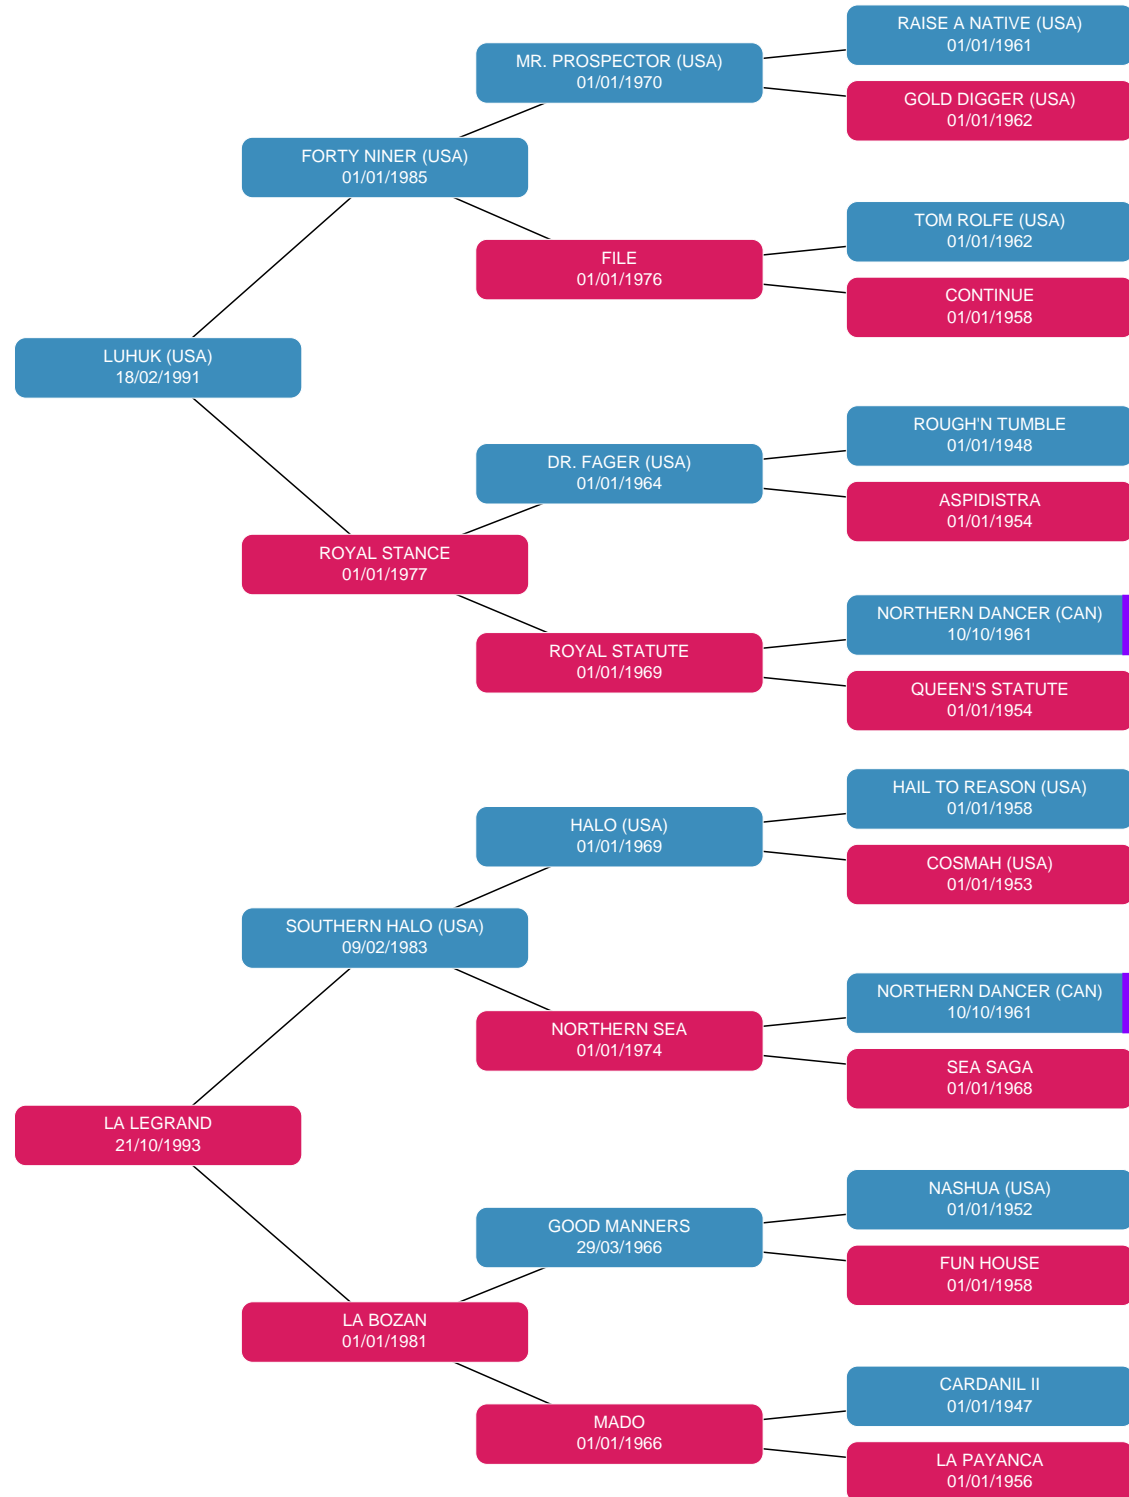 RAISE A NATIVE (USA)
01/01/1961
MR. PROSPECTOR (USA)
01/01/1970
GOLD DIGGER (USA)
01/01/1962
FORTY NINER (USA)
01/01/1985
TOM ROLFE (USA)
01/01/1962
FILE
01/01/1976
CONTINUE
01/01/1958
LUHUK (USA)
18/02/1991
ROUGH'N TUMBLE
01/01/1948
DR. FAGER (USA)
01/01/1964
ASPIDISTRA
01/01/1954
ROYAL STANCE
01/01/1977
NORTHERN DANCER (CAN)
10/10/1961
ROYAL STATUTE
01/01/1969
QUEEN'S STATUTE
01/01/1954
HAIL TO REASON (USA)
01/01/1958
HALO (USA)
01/01/1969
COSMAH (USA)
01/01/1953
SOUTHERN HALO (USA)
09/02/1983
NORTHERN DANCER (CAN)
10/10/1961
NORTHERN SEA
01/01/1974
SEA SAGA
01/01/1968
LA LEGRAND
21/10/1993
NASHUA (USA)
01/01/1952
GOOD MANNERS
29/03/1966
FUN HOUSE
01/01/1958
LA BOZAN
01/01/1981
CARDANIL II
01/01/1947
MADO
01/01/1966
LA PAYANCA
01/01/1956